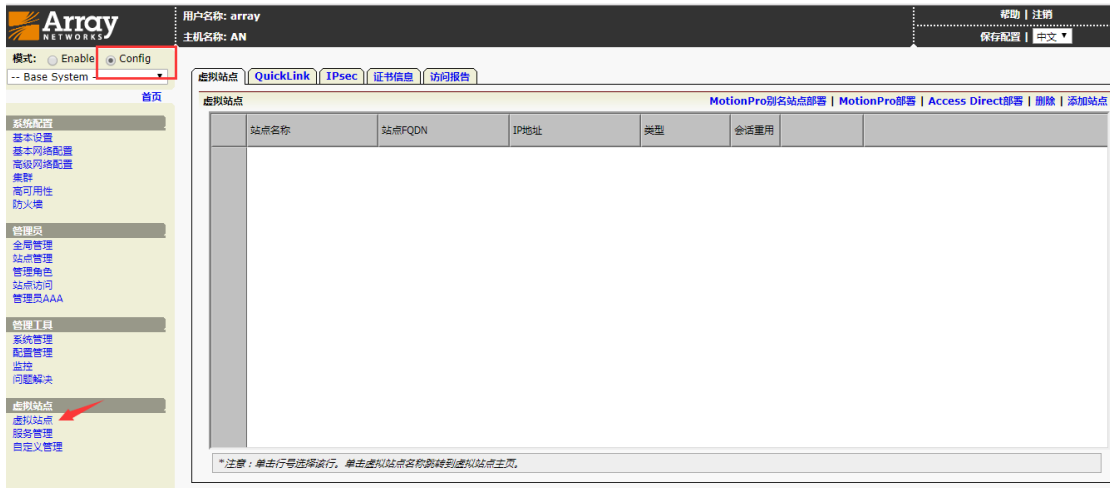 Array
NETWORKS
用户名称: array
主机名称: AN
帮助 | 注销
保存配置 | 中文
模式: Enable Config
-- Base System -
首页
系统配置
基本设置
基本网络配置
高级网络配置
集群
高可用性
防火墙
管理员
全局管理
站点管理
管理角色
站点访问
管理员AAA
管理工具
系统管理
配置管理
监控
问题解决
虚拟站点
虚拟站点
服务管理
自定义管理
虚拟站点 QuickLink IPsec 证书信息 访问报告
虚拟站点 MotionPro别名站点部署 | MotionPro部署 | Access Direct部署 | 删除 | 添加站点
站点名称 站点FQDN IP地址 类型 会话重用
*注意：单击行号选择该行。单击虚拟站点名称跳转到虚拟站点主页。